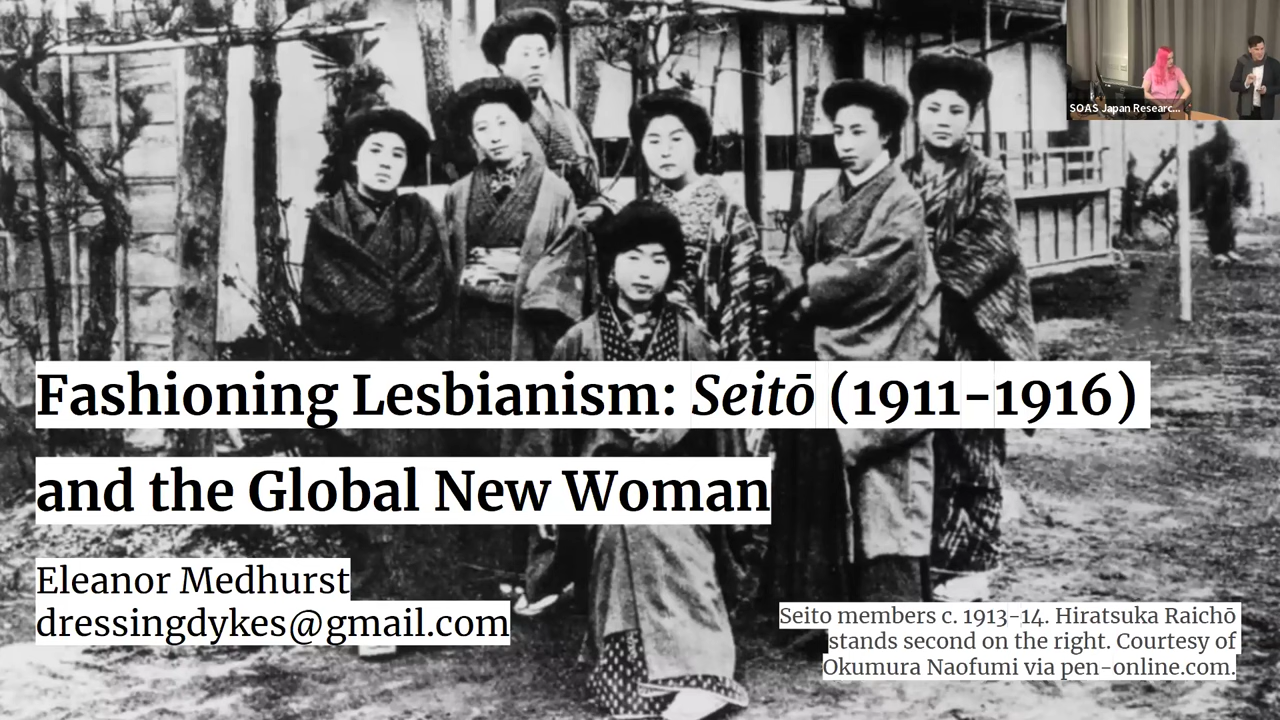 SOAS Japan Researc...
Fashioning Lesbianism: Seitō (1911-1916)
and the Global New Woman
Eleanor Medhurst
dressingdykes@gmail.com
Seito members c. 1913-14. Hiratsuka Raichō
stands second on the right. Courtesy of
Okumura Naofumi via pen-online.com.